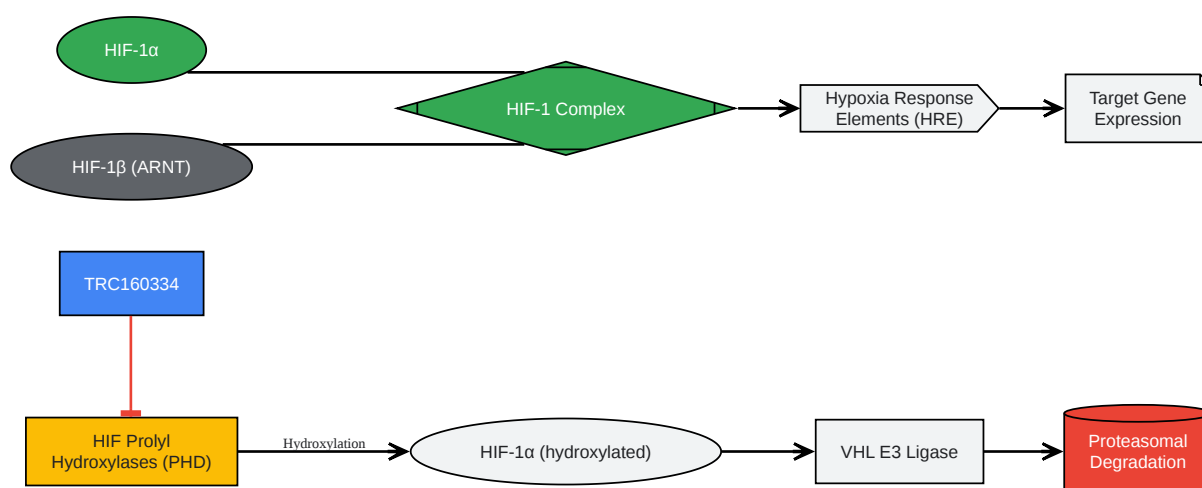 HIF-1α
HIF-1 Complex
Hypoxia Response
Elements (HRE)
Target Gene
Expression
HIF-1β (ARNT)
TRC160334
HIF Prolyl
Hydroxylases (PHD)
Hydroxylation
HIF-1α (hydroxylated)
VHL E3 Ligase
Proteasomal
Degradation